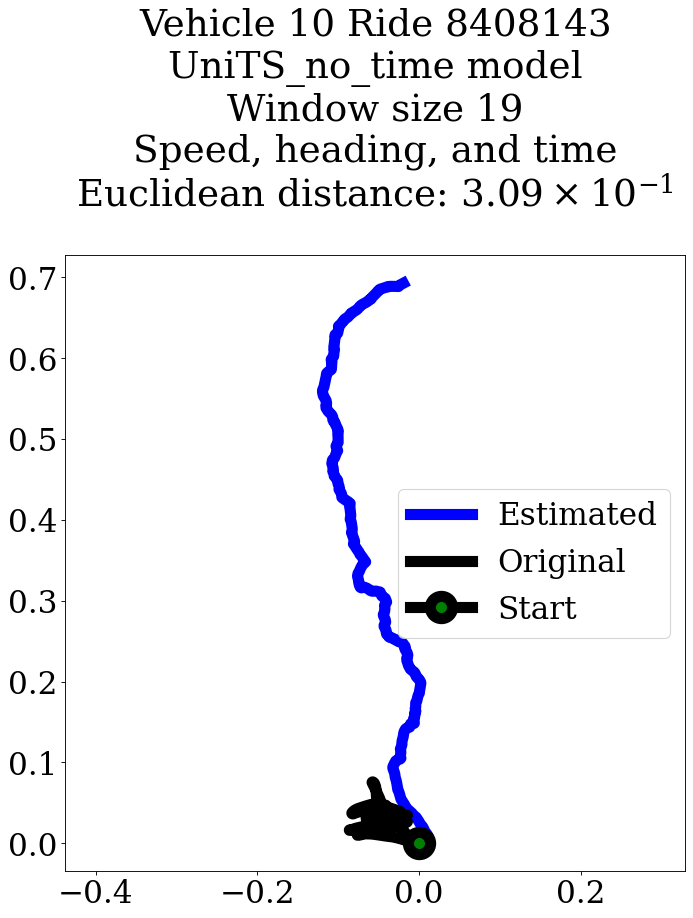 Vehicle 10 Ride 8408143
UniTS_no_time model
Window size 19
Speed, heading, and time
Euclidean distance: 3.09 × 10⁻¹
0.7
0.6
0.5
0.4
0.3
0.2
0.1
0.0
Estimated
Original
Start
−0.4 −0.2 0.0 0.2